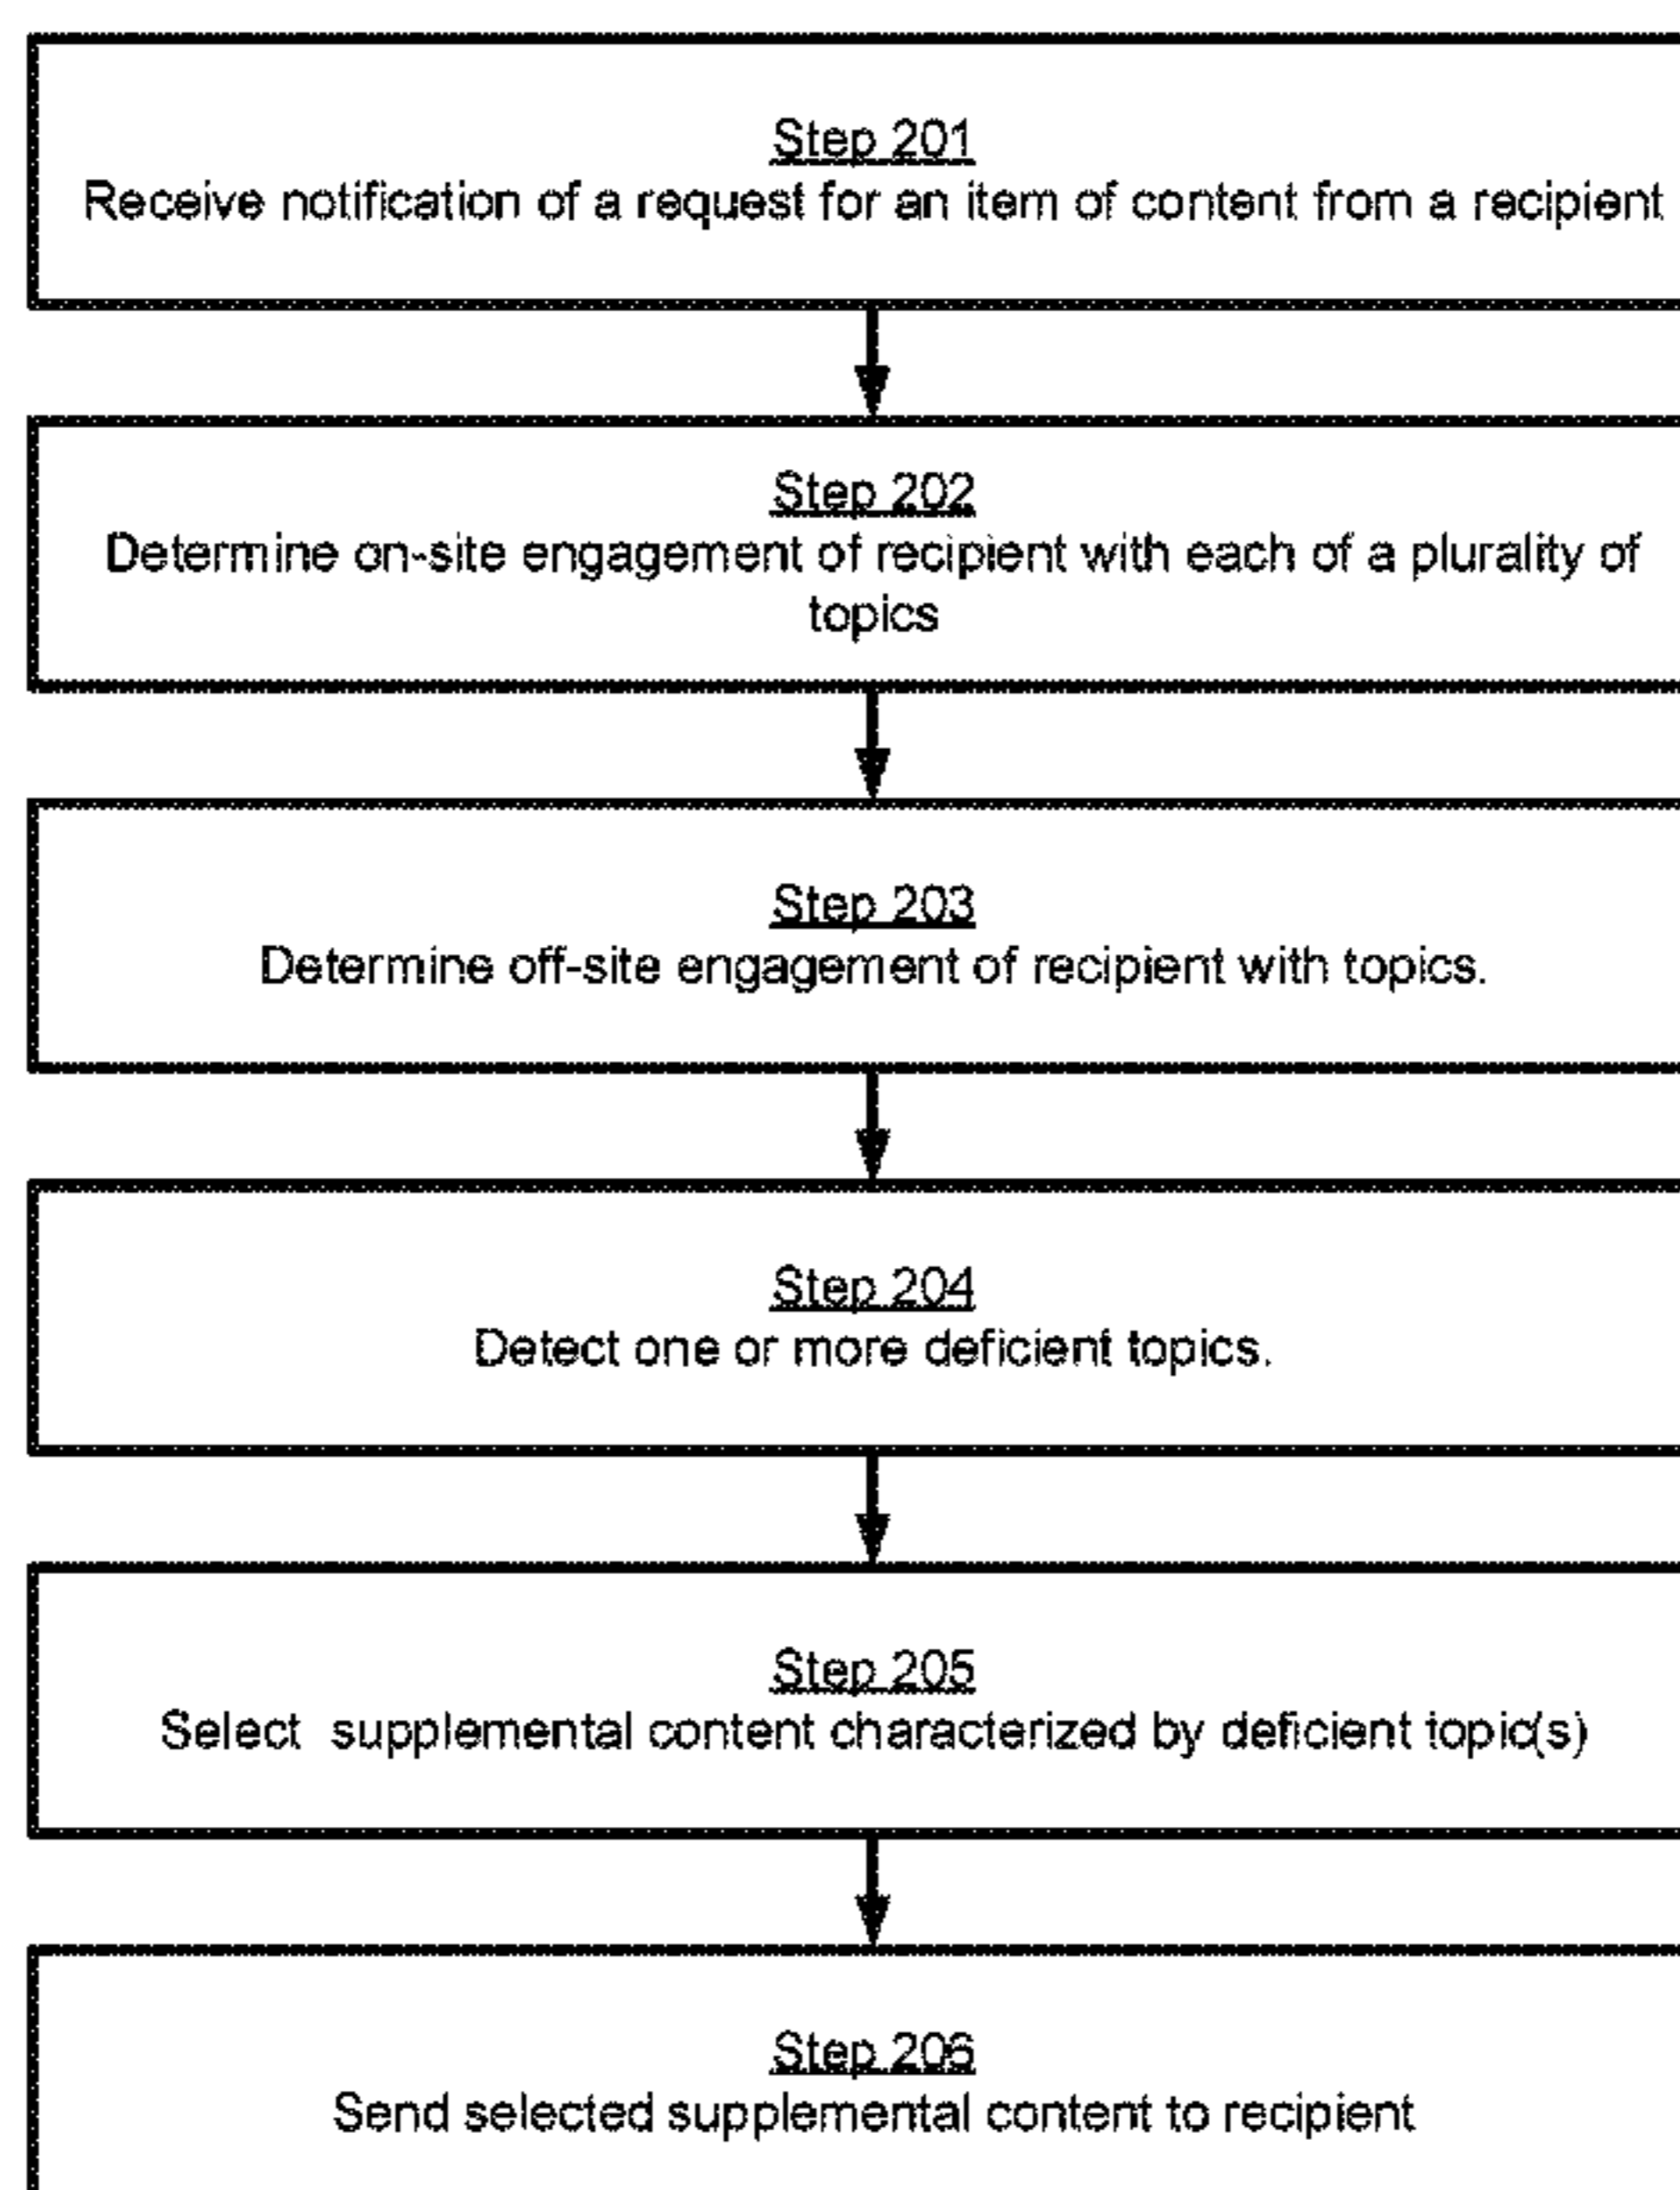 Step 201
Receive notification of a request for an item of content from a recipient
Step 202
Determine on-site engagement of recipient with each of a plurality of
topics
Step 203
Determine off-site engagement of recipient with topics.
Step 204
Detect one or more deficient topics.
Step 205
Select supplemental content characterized by deficient topic(s)
Step 206
Send selected supplemental content to recipient